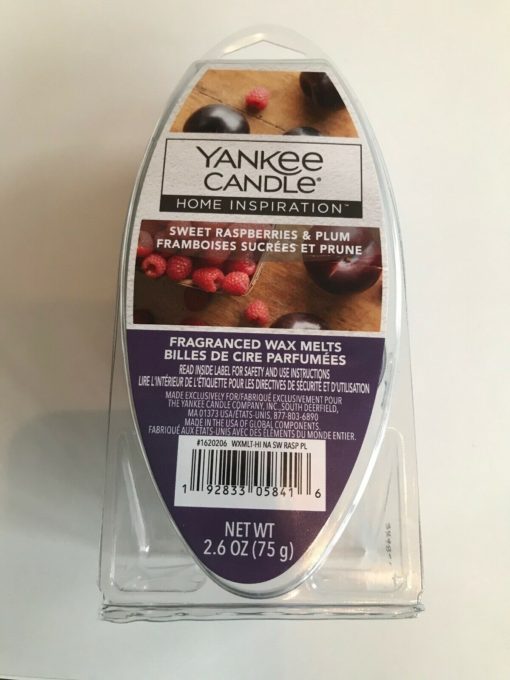 YANKEE
CANDLE®
HOME INSPIRATION™
SWEET RASPBERRIES & PLUM
FRAMBOISES SUCRÉES ET PRUNE
FRAGRANCED WAX MELTS
BILLES DE CIRE PARFUMÉES
READ INSIDE LABEL FOR SAFETY AND USE INSTRUCTIONS
LIRE L'INTÉRIEUR DE L'ÉTIQUETTE POUR LES DIRECTIVES DE SÉCURITÉ ET D'UTILISATION
MADE EXCLUSIVELY FOR/FABRIQUÉ EXCLUSIVEMENT POUR
THE YANKEE CANDLE COMPANY, INC., SOUTH DEERFIELD,
MA 01373 USA/ÉTATS-UNIS, 877-803-6890
MADE IN THE USA OF GLOBAL COMPONENTS
FABRIQUÉ AUX ÉTATS-UNIS AVEC DES ÉLÉMENTS DU MONDE ENTIER.
#1620206 WXMLT-HI NA SW RASP PL
1 92833 05841 6
NET WT
2.6 OZ (75 g)